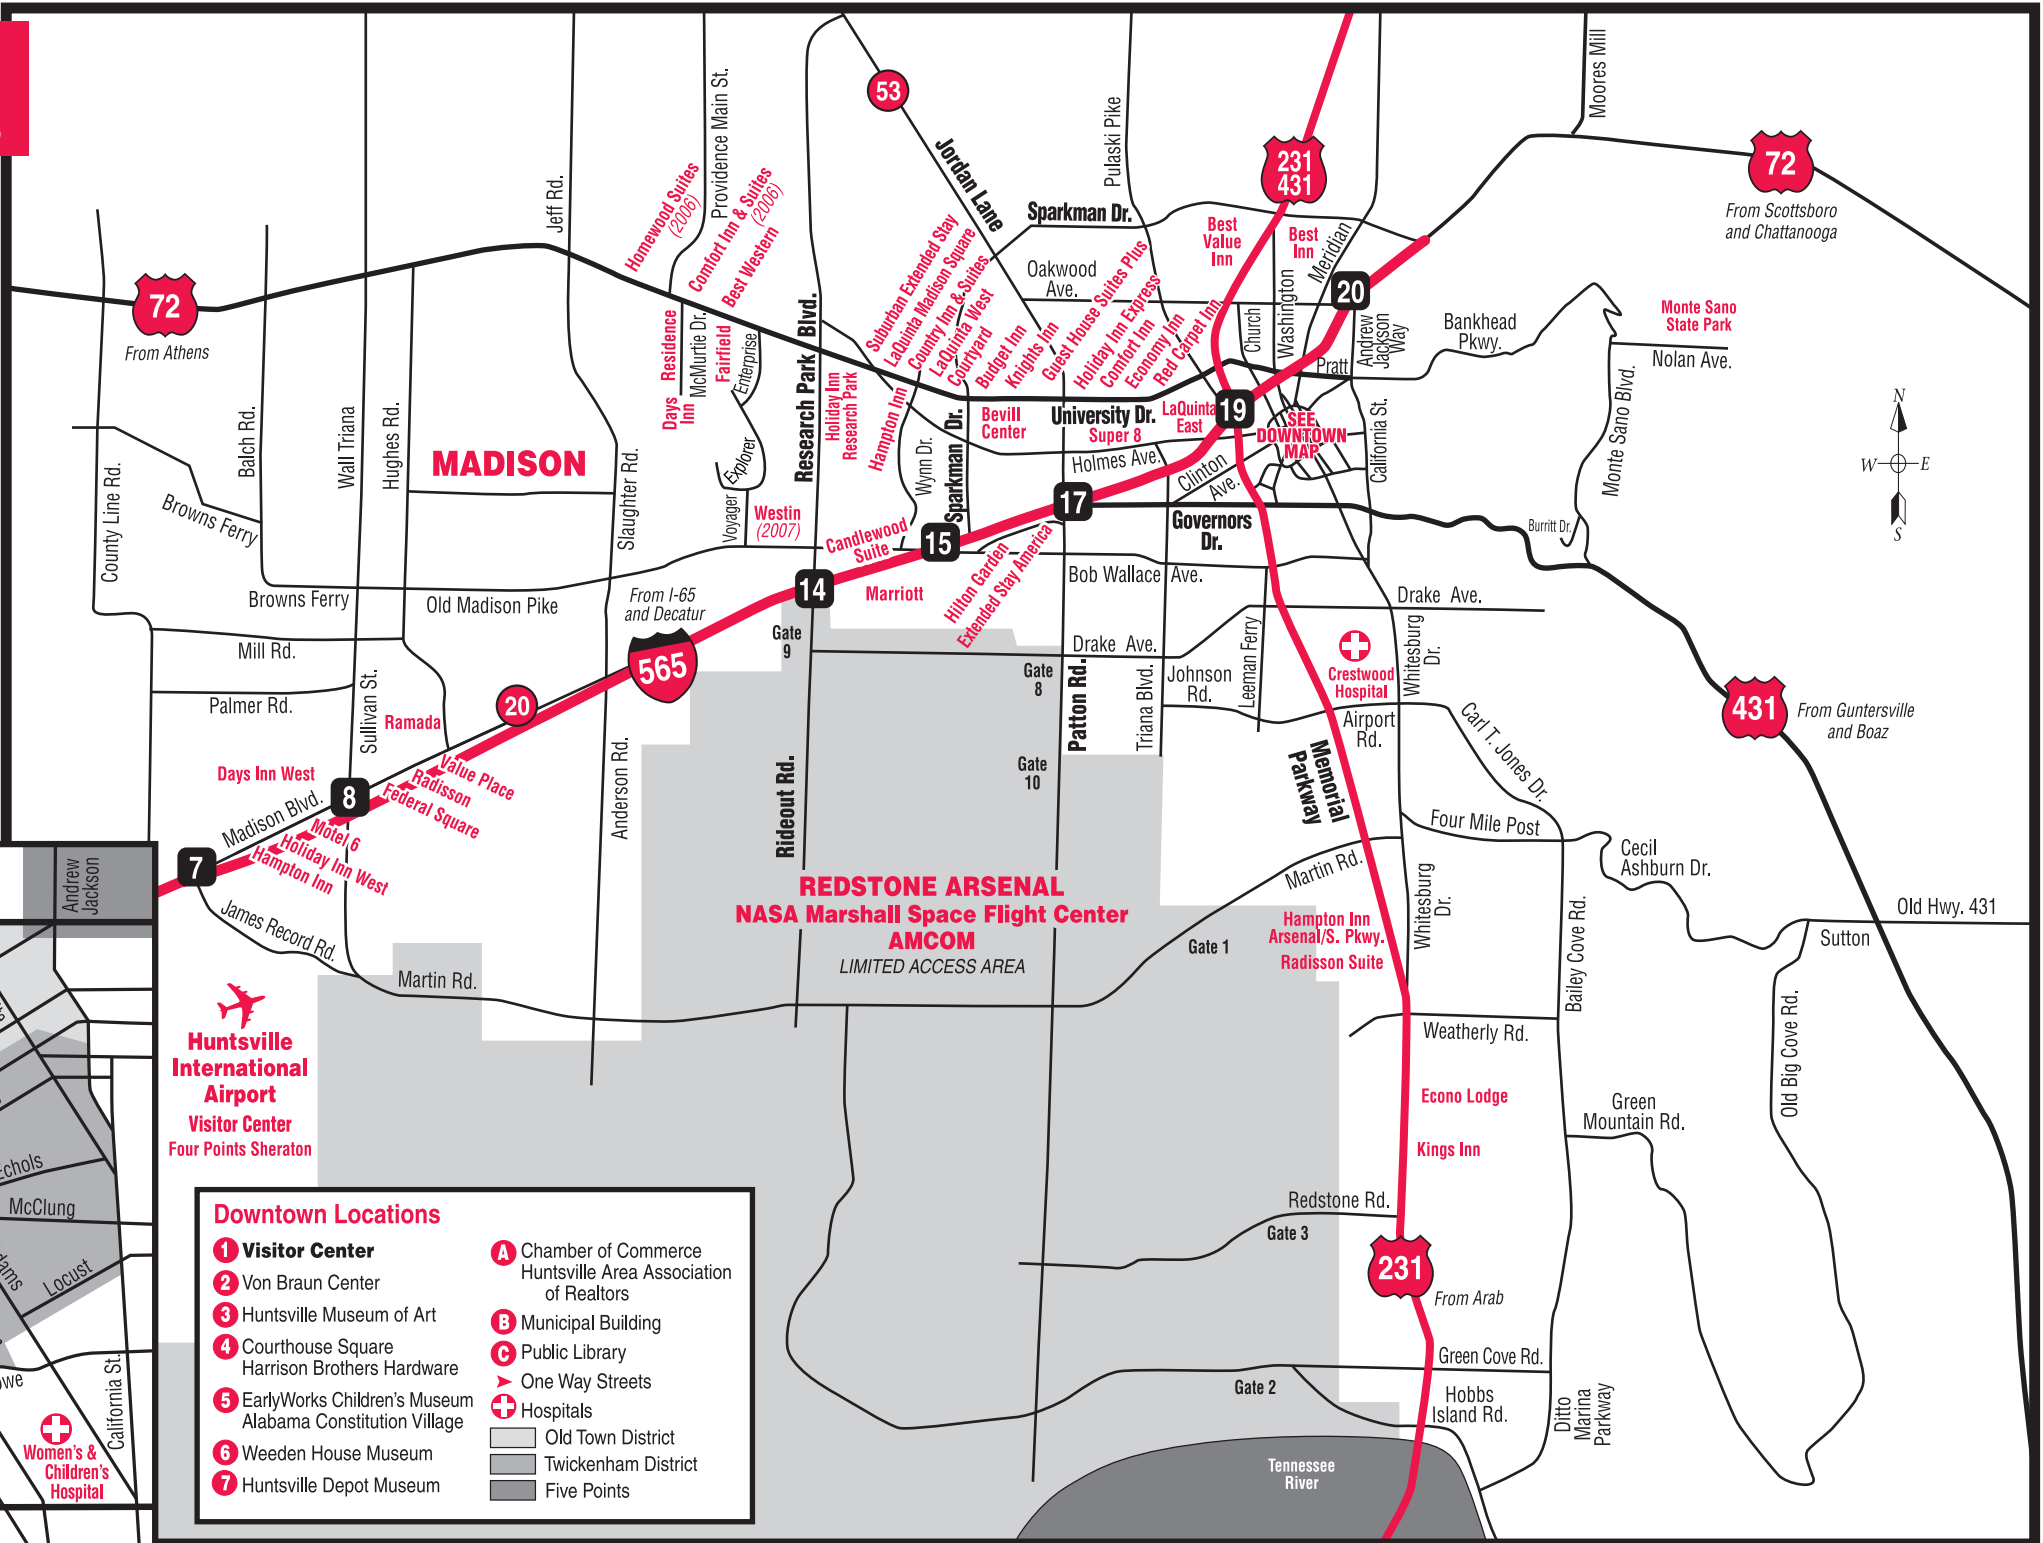 53
231
431
72
From Scottsboro
and Chattanooga
72
From Athens
Moores Mill
Pulaski Pike
Providence Main St.
Jeff Rd.
Jordan Lane
Sparkman Dr.
Homewood Suites
(2006)
Comfort Inn & Suites
(2006)
Best Western
Suburban Extended Stay
LaQuinta Madison Square
Country Inn & Suites
LaQuinta West
Courtyard
Budget Inn
Knights Inn
Guest House Suites Plus
Holiday Inn Express
Comfort Inn
Economy Inn
Red Carpet Inn
Best
Value
Inn
Best
Inn
Meridian
Oakwood
Ave.
20
Church
Washington
Andrew
Jackson
Way
Pratt
Bankhead
Pkwy.
Monte Sano
State Park
Nolan Ave.
Monte Sano Blvd.
Residence
Days
Inn
McMurtie Dr.
Fairfield
Enterprise
Research Park Blvd.
Holiday Inn
Research Park
Hampton Inn
Wynn Dr.
Sparkman Dr.
Bevill
Center
University Dr.
Super 8
LaQuinta
East
19
SEE
DOWNTOWN
MAP
California St.
Holmes Ave.
Clinton
Ave.
17
Governors
Dr.
Burritt Dr.
N
W
E
S
County Line Rd.
Balch Rd.
Wall Triana
Hughes Rd.
MADISON
Slaughter Rd.
Explorer
Voyager
Westin
(2007)
Candlewood
Suite
15
14
Marriott
Hilton Garden
Extended Stay America
Bob Wallace Ave.
Browns Ferry
Browns Ferry
Old Madison Pike
From I-65
and Decatur
565
Mill Rd.
Palmer Rd.
Sullivan St.
Ramada
20
Gate
9
Gate
8
Gate
10
Drake Ave.
Drake Ave.
Patton Rd.
Triana Blvd.
Johnson
Rd.
Leeman Ferry
Crestwood
Hospital
Whitesburg
Dr.
Airport
Rd.
Carl T. Jones Dr.
431
From Guntersville
and Boaz
Days Inn West
Madison Blvd.
8
7
Value Place
Radisson
Federal Square
Motel 6
Holiday Inn West
Hampton Inn
Anderson Rd.
Rideout Rd.
Memorial
Parkway
Four Mile Post
Cecil
Ashburn Dr.
Martin Rd.
Whitesburg
Dr.
Bailey Cove Rd.
Old Hwy. 431
Sutton
Old Big Cove Rd.
James Record Rd.
Martin Rd.
REDSTONE ARSENAL
NASA Marshall Space Flight Center
AMCOM
LIMITED ACCESS AREA
Gate 1
Hampton Inn
Arsenal/S. Pkwy.
Radisson Suite
Weatherly Rd.
Econo Lodge
Kings Inn
Green
Mountain Rd.
Redstone Rd.
Gate 3
231
From Arab
Green Cove Rd.
Gate 2
Hobbs
Island Rd.
Ditto
Marina
Parkway
Tennessee
River
Huntsville
International
Airport
Visitor Center
Four Points Sheraton
Andrew
Jackson
Echols
McClung
Locust
California St.
Women's &
Children's
Hospital
Downtown Locations
1 Visitor Center
2 Von Braun Center
3 Huntsville Museum of Art
4 Courthouse Square
Harrison Brothers Hardware
5 EarlyWorks Children's Museum
Alabama Constitution Village
6 Weeden House Museum
7 Huntsville Depot Museum
A Chamber of Commerce
Huntsville Area Association
of Realtors
B Municipal Building
C Public Library
One Way Streets
Hospitals
Old Town District
Twickenham District
Five Points